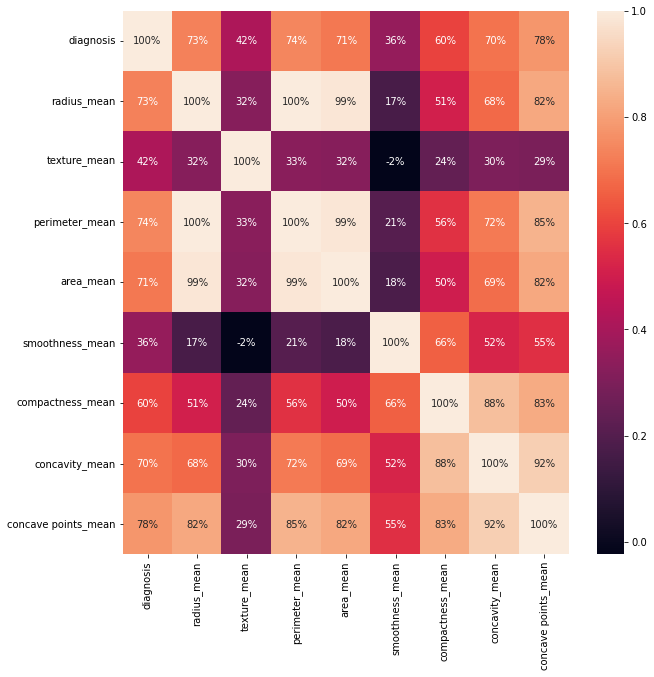 diagnosis 100% 73% 42% 74% 71% 36% 60% 70% 78%
radius_mean 73% 100% 32% 100% 99% 17% 51% 68% 82%
texture_mean 42% 32% 100% 33% 32% -2% 24% 30% 29%
perimeter_mean 74% 100% 33% 100% 99% 21% 56% 72% 85%
area_mean 71% 99% 32% 99% 100% 18% 50% 69% 82%
smoothness_mean 36% 17% -2% 21% 18% 100% 66% 52% 55%
compactness_mean 60% 51% 24% 56% 50% 66% 100% 88% 83%
concavity_mean 70% 68% 30% 72% 69% 52% 88% 100% 92%
concave points_mean 78% 82% 29% 85% 82% 55% 83% 92% 100%
diagnosis
radius_mean
texture_mean
perimeter_mean
area_mean
smoothness_mean
compactness_mean
concavity_mean
concave points_mean
1.0
0.8
0.6
0.4
0.2
0.0